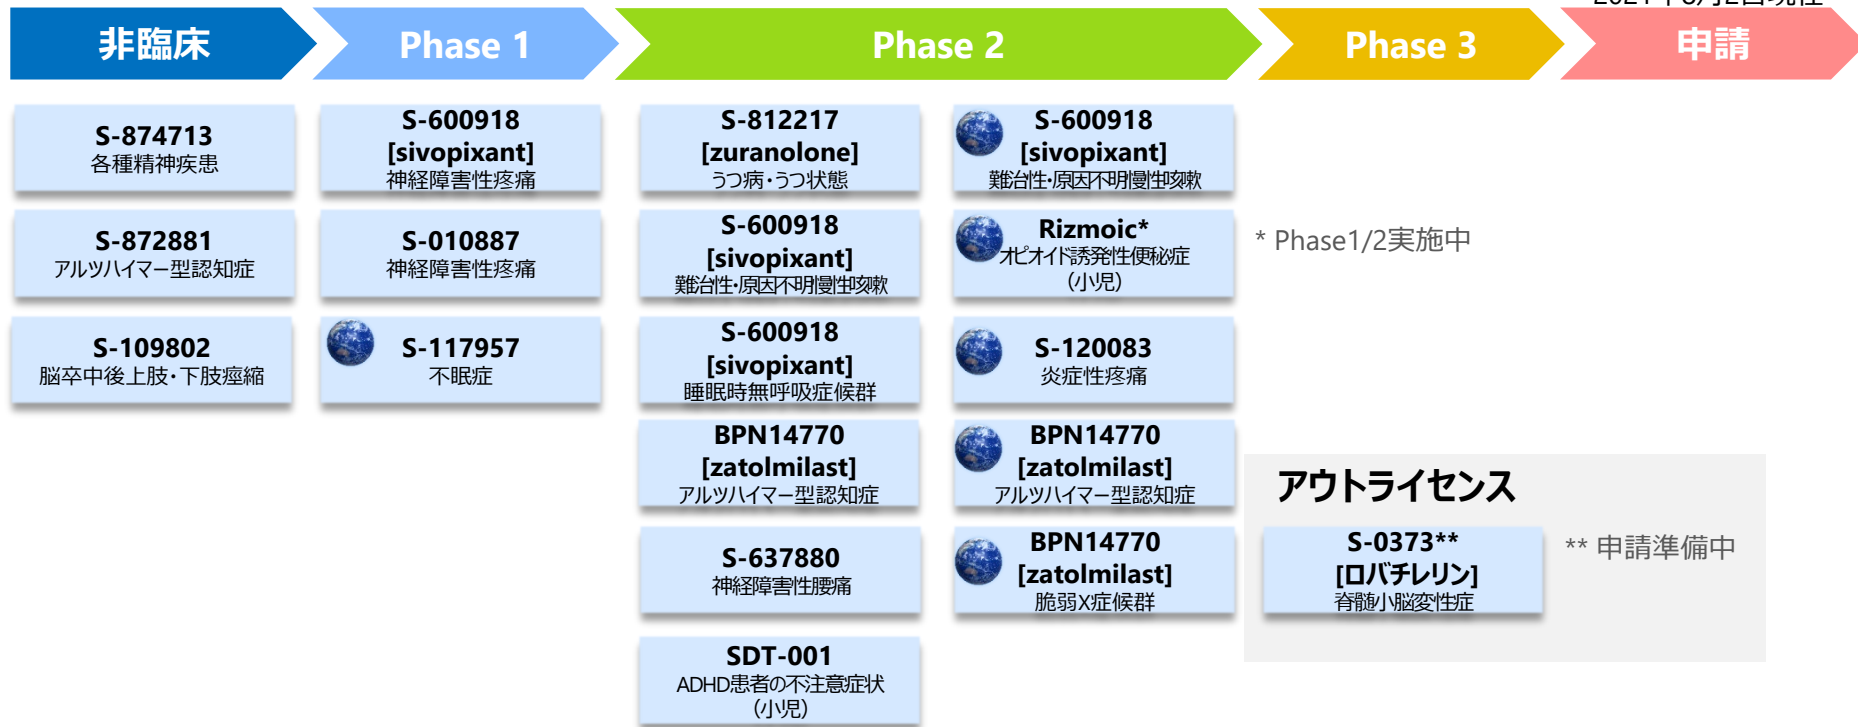 非臨床
Phase 1
Phase 2
Phase 3
申請
S-874713
各種精神疾患
S-872881
アルツハイマー型認知症
S-109802
脳卒中後上肢・下肢痙縮
S-600918
[sivopixant]
神経障害性疼痛
S-010887
神経障害性疼痛
S-117957
不眠症
S-812217
[zuranolone]
うつ病・うつ状態
S-600918
[sivopixant]
難治性・原因不明慢性咳嗽
S-600918
[sivopixant]
睡眠時無呼吸症候群
BPN14770
[zatolmilast]
アルツハイマー型認知症
S-637880
神経障害性腰痛
SDT-001
ADHD患者の不注意症状
（小児）
S-600918
[sivopixant]
難治性・原因不明慢性咳嗽
Rizmoic*
オピオイド誘発性便秘症
（小児）
S-120083
炎症性疼痛
BPN14770
[zatolmilast]
アルツハイマー型認知症
BPN14770
[zatolmilast]
脆弱X症候群
* Phase1/2実施中
アウトライセンス
S-0373**
[ロバチレリン]
脊髄小脳変性症
** 申請準備中